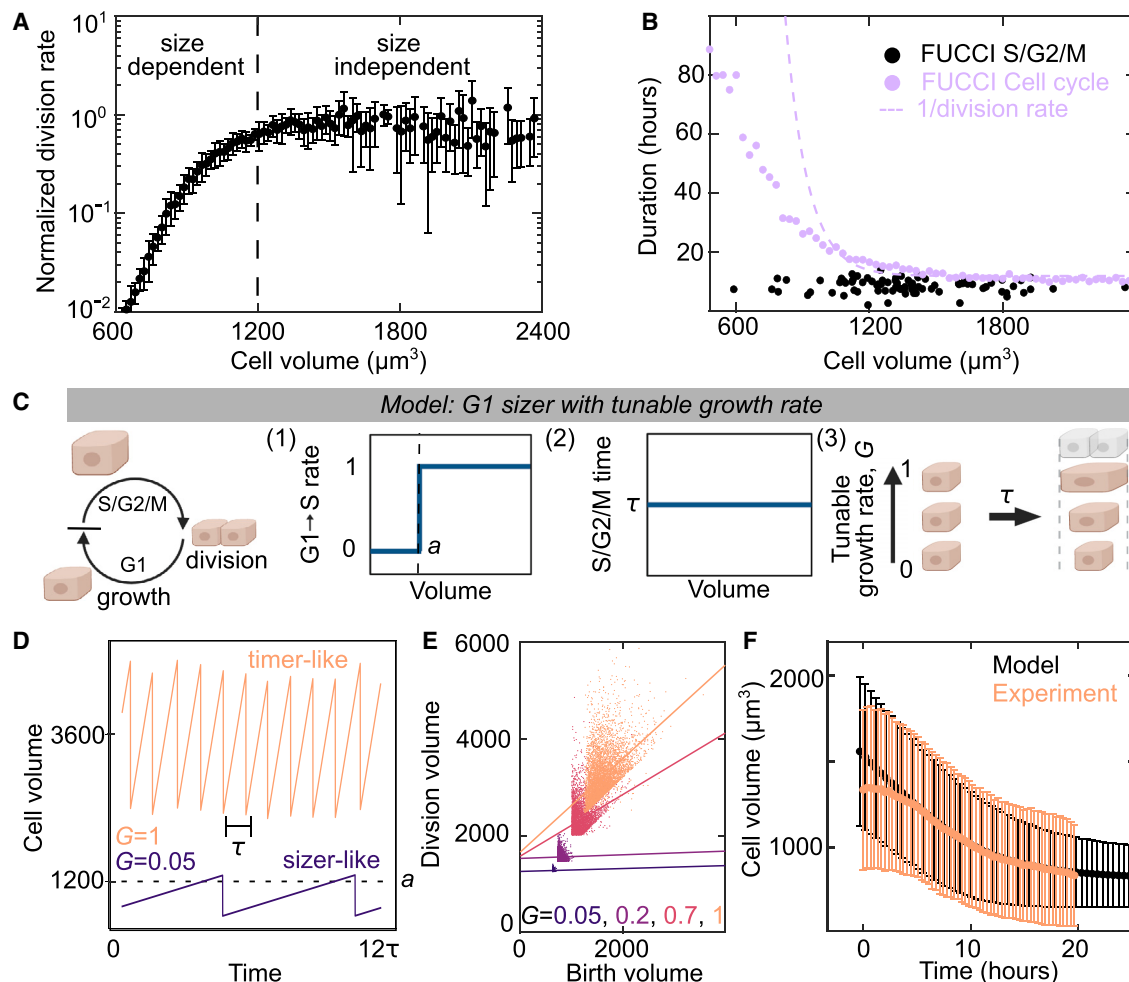 A
size
dependent
size
independent
Normalized division rate
10^1
10^0
10^-1
10^-2
600
1200
1800
2400
Cell volume (µm³)
B
FUCCI S/G2/M
FUCCI Cell cycle
1/division rate
Duration (hours)
80
60
40
20
600
1200
1800
Cell volume (µm³)
C
Model: G1 sizer with tunable growth rate
S/G2/M
G1
growth
division
(1)
G1→S rate
1
0
a
Volume
(2)
S/G2/M time
τ
Volume
(3)
Tunable
growth rate, G
1
0
τ
D
timer-like
Cell volume
3600
1200
G=1
G=0.05
τ
sizer-like
a
0
12τ
Time
E
Divsion volume
6000
4000
2000
0
G=0.05, 0.2, 0.7, 1
0
2000
Birth volume
F
Model
Experiment
Cell volume (µm³)
2000
1000
0
10
20
Time (hours)